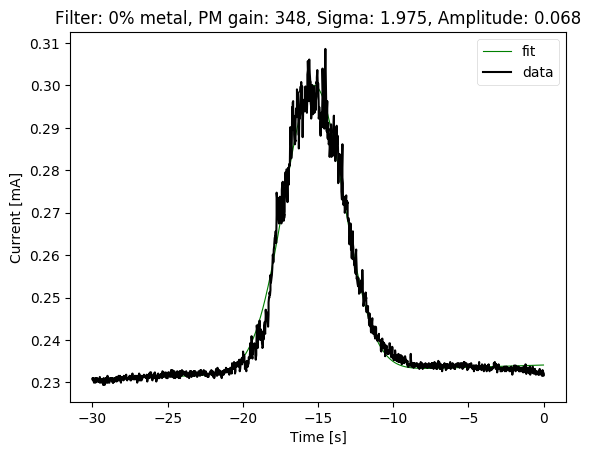 Filter: 0% metal, PM gain: 348, Sigma: 1.975, Amplitude: 0.068
0.31
fit
data
0.30
0.29
0.28
0.27
0.26
0.25
0.24
0.23
Current [mA]
−30 −25 −20 −15 −10 −5 0
Time [s]